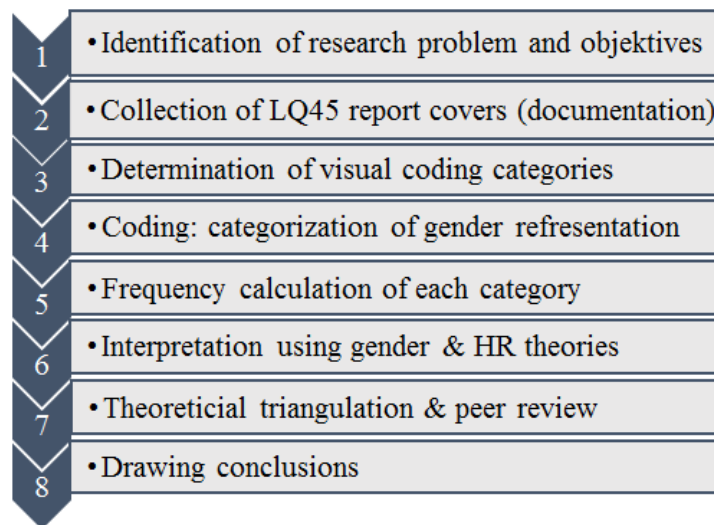 1 • Identification of research problem and objektives
2 • Collection of LQ45 report covers (documentation)
3 • Determination of visual coding categories
4 • Coding: categorization of gender refresentation
5 • Frequency calculation of each category
6 • Interpretation using gender & HR theories
7 • Theoreticial triangulation & peer review
8 • Drawing conclusions